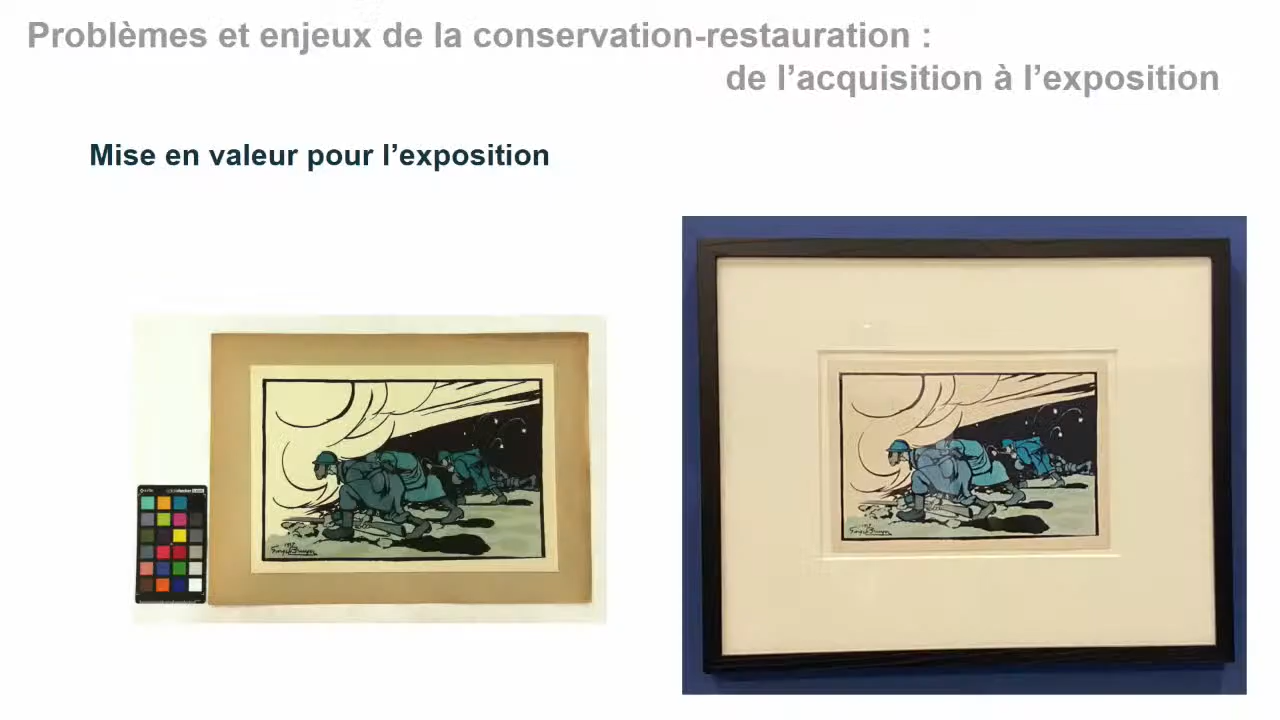 Problèmes et enjeux de la conservation-restauration :
de l’acquisition à l’exposition
Mise en valeur pour l’exposition